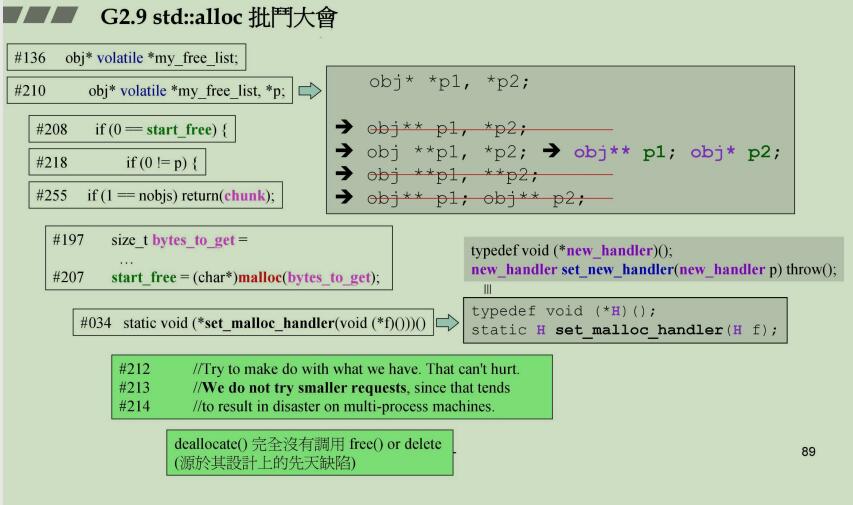 G2.9 std::alloc 批鬥大會
#136 obj* volatile *my_free_list;
#210 obj* volatile *my_free_list, *p;
#208 if (0 == start_free) {
#218 if (0 != p) {
#255 if (1 == nobjs) return(chunk);
obj* *p1, *p2;
➔ obj** p1, *p2;
➔ obj **p1, *p2; ➔ obj** p1; obj* p2;
➔ obj **p1, **p2;
➔ obj** p1; obj** p2;
#197 size_t bytes_to_get =
…
#207 start_free = (char*)malloc(bytes_to_get);
typedef void (*new_handler)();
new_handler set_new_handler(new_handler p) throw();
#034 static void (*set_malloc_handler(void (*f)()))()
typedef void (*H)();
static H set_malloc_handler(H f);
#212 //Try to make do with what we have. That can't hurt.
#213 //We do not try smaller requests, since that tends
#214 //to result in disaster on multi-process machines.
deallocate() 完全沒有調用 free() or delete
(源於其設計上的先天缺陷)
89